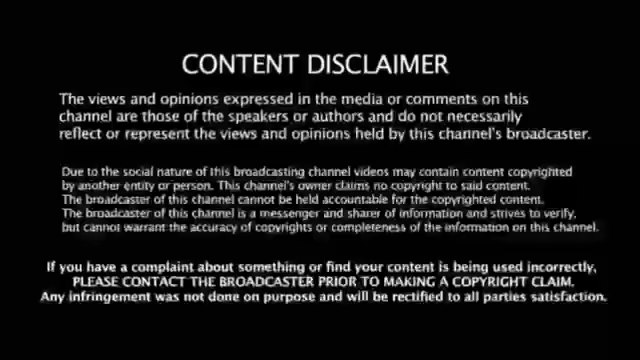 CONTENT DISCLAIMER
The views and opinions expressed in the media or comments on this
channel are those of the speakers or authors and do not necessarily
reflect or represent the views and opinions held by this channel's broadcaster.
Due to the social nature of this broadcasting channel videos may contain content copyrighted
by another entity or person. This channel's owner claims no copyright to said content.
The broadcaster of this channel cannot be held accountable for the copyrighted content.
The broadcaster of this channel is a messenger and sharer of information and strives to verify,
but cannot warrant the accuracy of copyrights or completeness of the information on this channel.
If you have a complaint about something or find your content is being used incorrectly,
PLEASE CONTACT THE BROADCASTER PRIOR TO MAKING A COPYRIGHT CLAIM.
Any infringement was not done on purpose and will be rectified to all parties satisfaction.